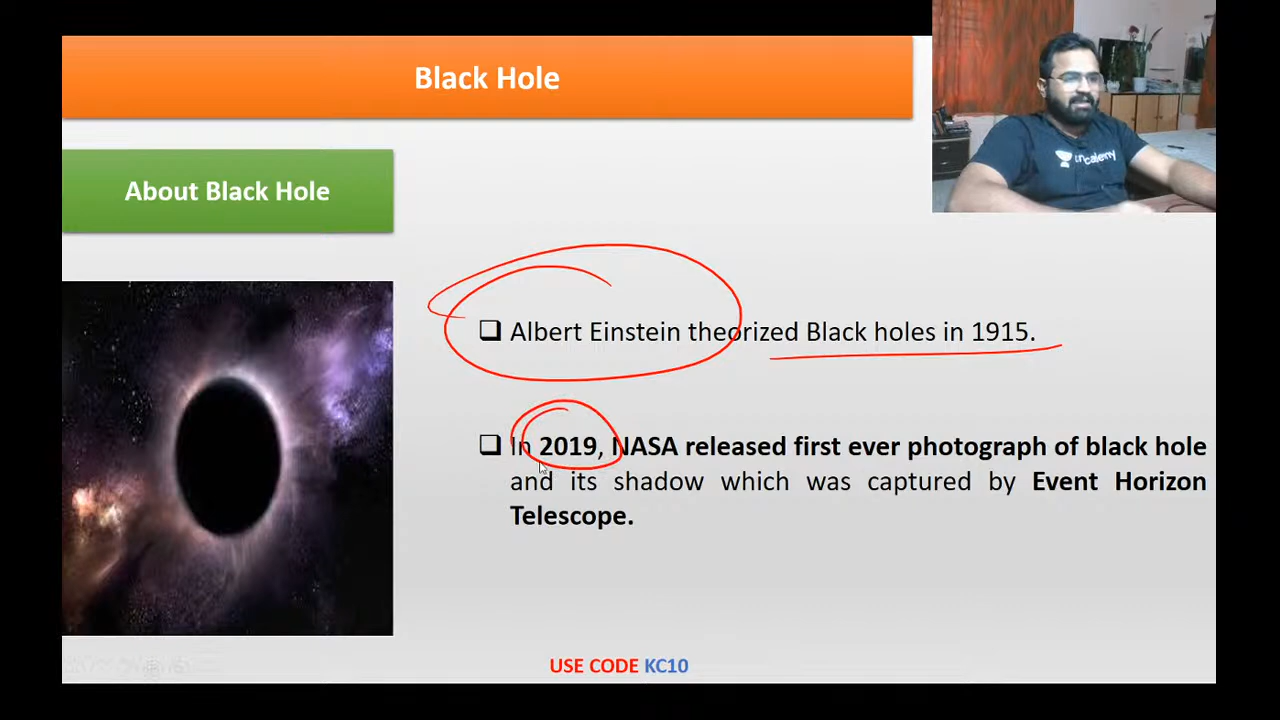 Black Hole
About Black Hole
unacademy
❑ Albert Einstein theorized Black holes in 1915.
❑ In 2019, NASA released first ever photograph of black hole
and its shadow which was captured by Event Horizon
Telescope.
USE CODE KC10